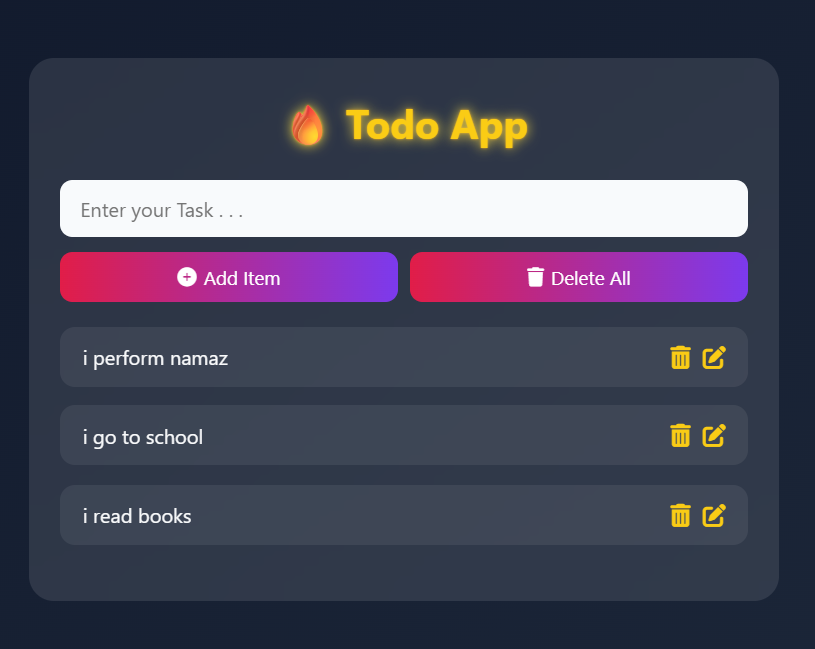 🔥 Todo App
Enter your Task . . .
Add Item
Delete All
i perform namaz
i go to school
i read books